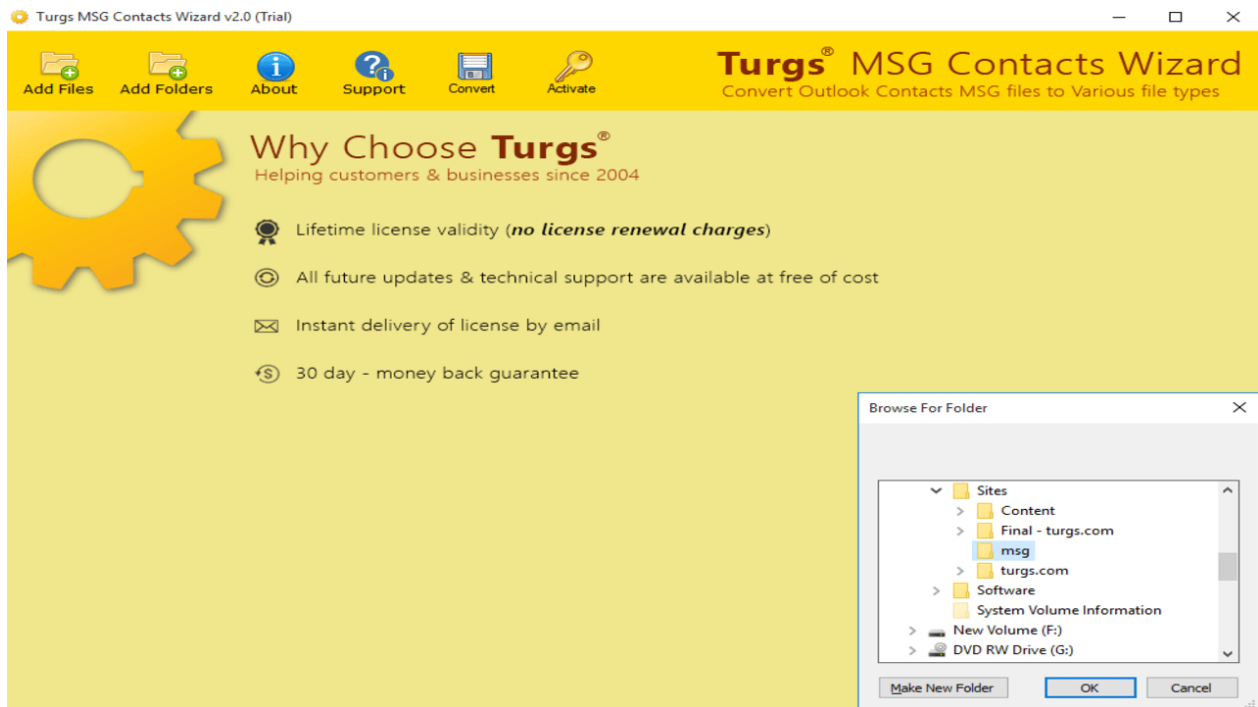 Turgs MSG Contacts Wizard v2.0 (Trial)
Add Files Add Folders About Support Convert Activate
Turgs® MSG Contacts Wizard
Convert Outlook Contacts MSG files to Various file types
Why Choose Turgs®
Helping customers & businesses since 2004
Lifetime license validity (no license renewal charges)
All future updates & technical support are available at free of cost
Instant delivery of license by email
30 day - money back guarantee
Browse For Folder
Sites
Content
Final - turgs.com
msg
turgs.com
Software
System Volume Information
New Volume (F:)
DVD RW Drive (G:)
Make New Folder OK Cancel